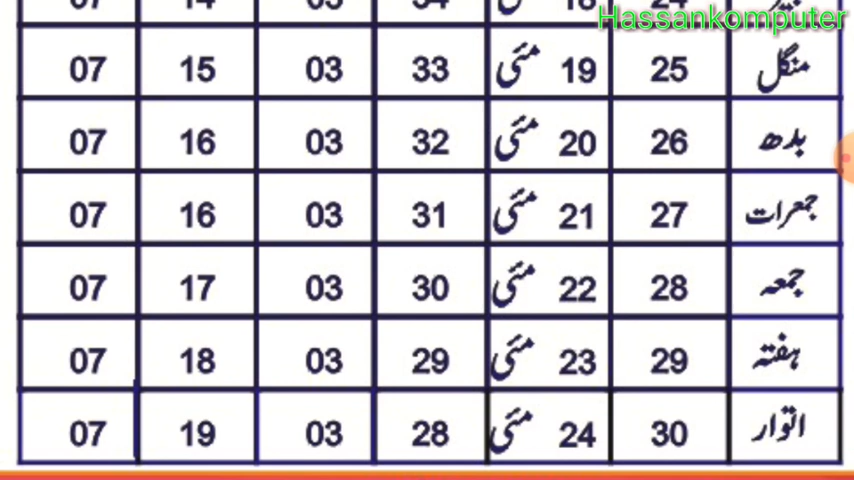 Hassankomputer
منگل 25 19 مئی 33 03 15 07
بدھ 26 20 مئی 32 03 16 07
جمعرات 27 21 مئی 31 03 16 07
جمعہ 28 22 مئی 30 03 17 07
ہفتہ 29 23 مئی 29 03 18 07
اتوار 30 24 مئی 28 03 19 07